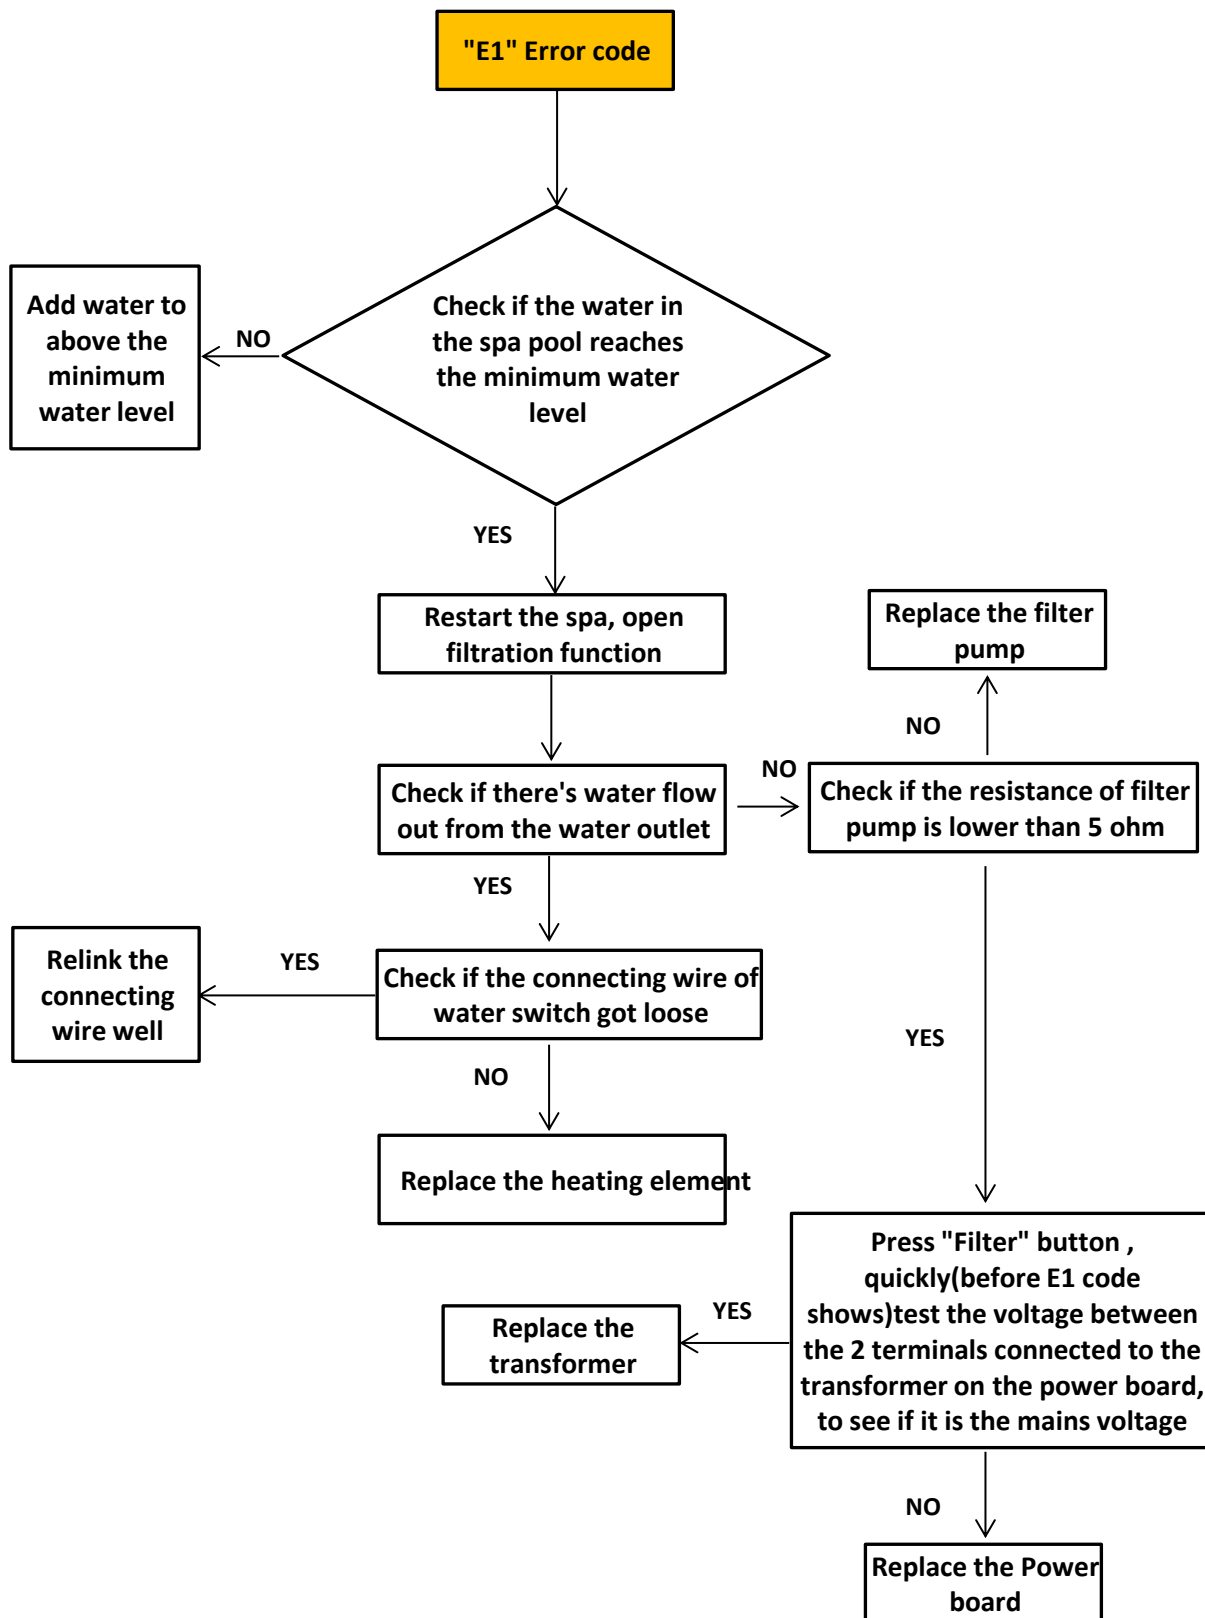 "E1" Error code
Check if the water in
the spa pool reaches
the minimum water
level
NO
Add water to
above the
minimum
water level
YES
Restart the spa, open
filtration function
Check if there's water flow
out from the water outlet
NO
Check if the resistance of filter
pump is lower than 5 ohm
NO
Replace the filter
pump
YES
Check if the connecting wire of
water switch got loose
YES
Relink the
connecting
wire well
NO
Replace the heating element
YES
Press "Filter" button ,
quickly(before E1 code
shows)test the voltage between
the 2 terminals connected to the
transformer on the power board,
to see if it is the mains voltage
YES
Replace the
transformer
NO
Replace the Power
board